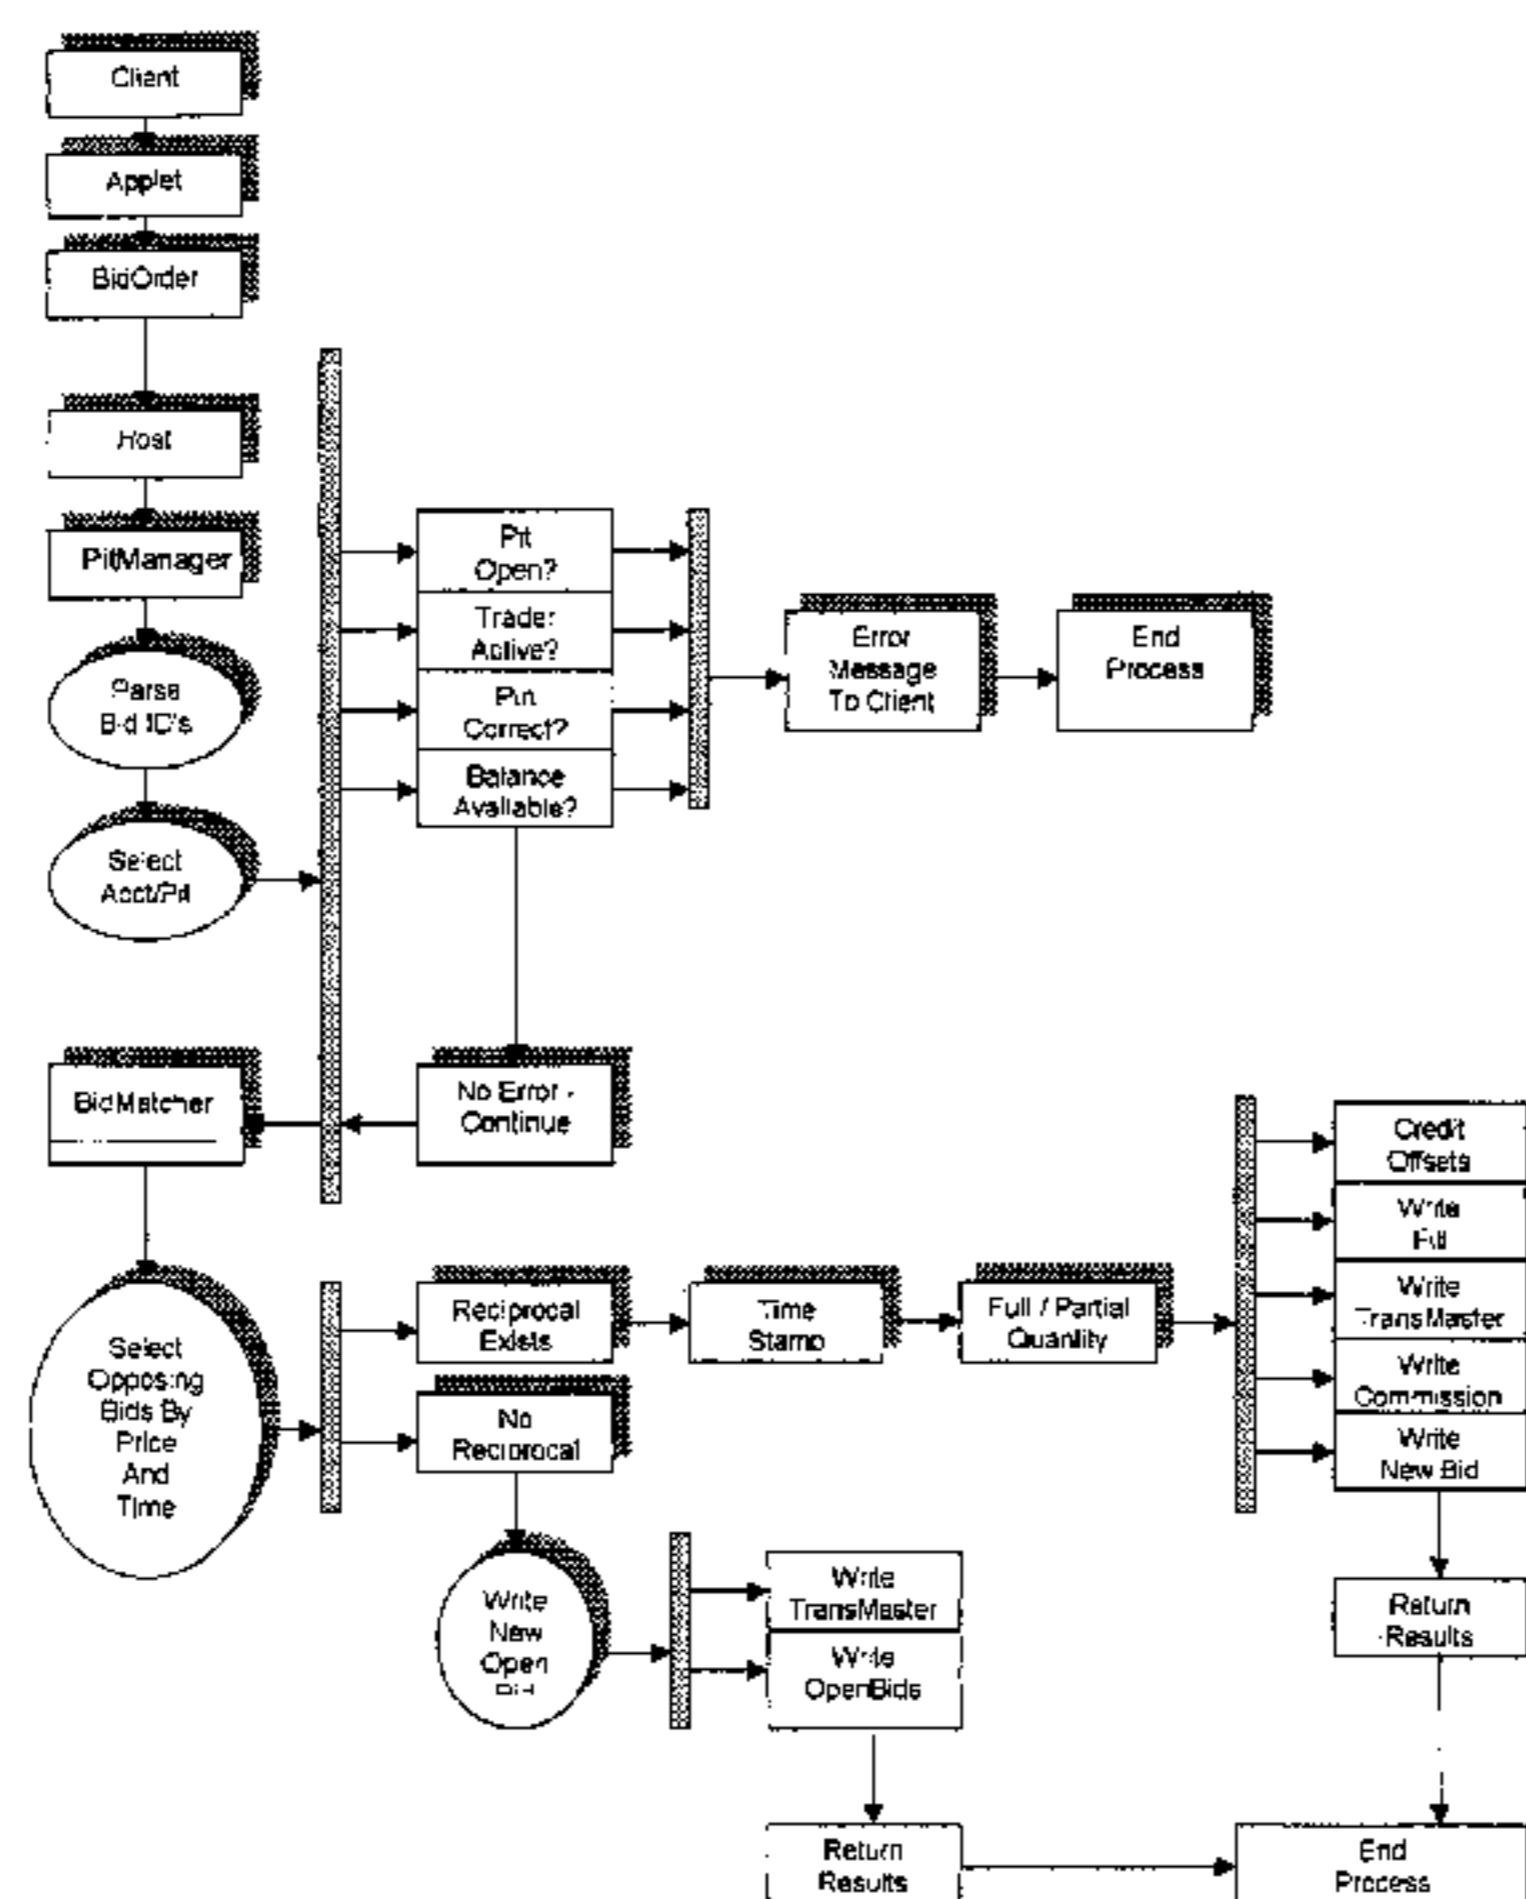 Client
Applet
BidOrder
Host
PitManager
Parse
Bid ID's
Select
Acct/Pit
Pit
Open?
Trader
Active?
Pin
Correct?
Balance
Available?
Error
Message
To Client
End
Process
No Error -
Continue
BidMatcher
Select
Opposing
Bids By
Price
And
Time
Reciprocal
Exists
No
Reciprocal
Time
Stamp
Full / Partial
Quantity
Credit
Offsets
Write
Fill
Write
TransMaster
Write
Commission
Write
New Bid
Return
Results
Write
New
Open
Write
TransMaster
Write
OpenBids
Return
Results
End
Process